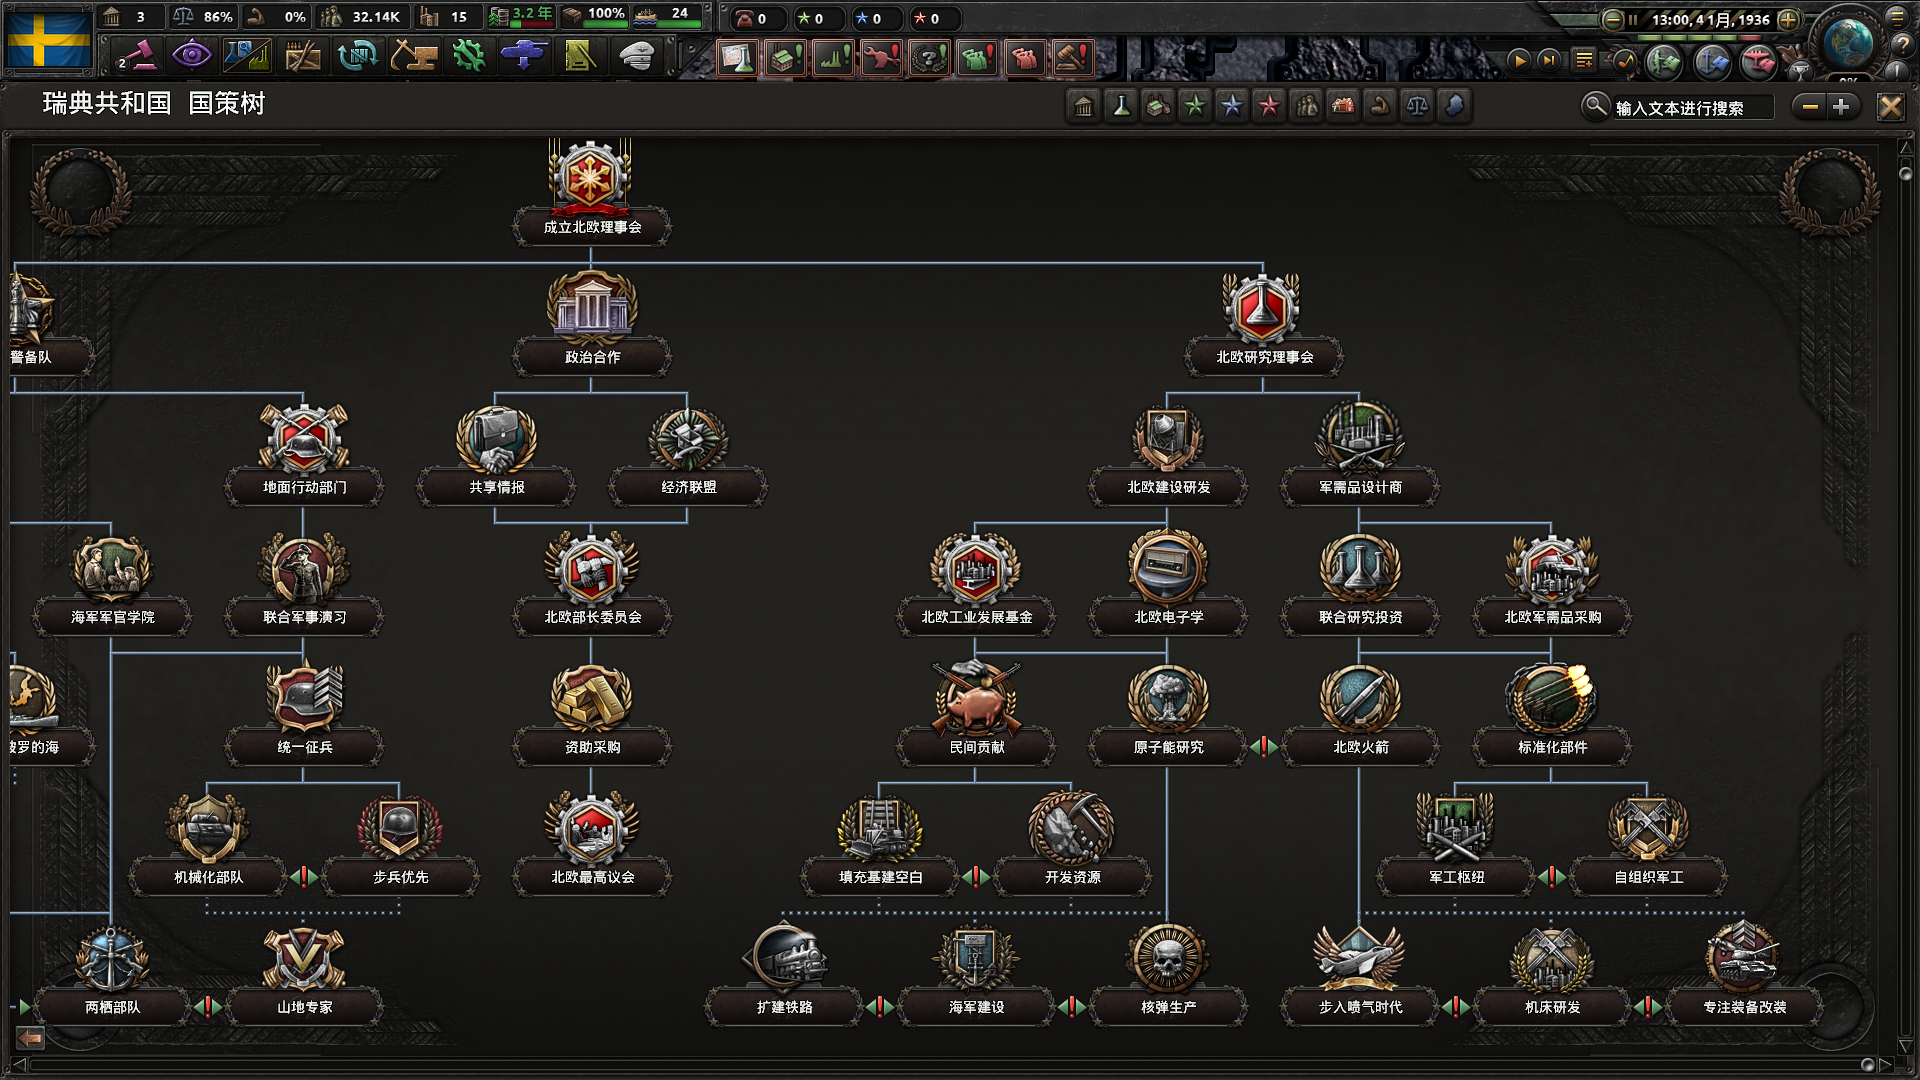 3 86% 0% 32.14K 15 3.2 年 100% 24 0 0 0 0 13:00, 4 1月, 1936
2
瑞典共和国 国策树 输入文本进行搜索
成立北欧理事会
警备队 政治合作 北欧研究理事会
地面行动部门 共享情报 经济联盟 北欧建设研发 军需品设计商
海军军官学院 联合军事演习 北欧部长委员会 北欧工业发展基金 北欧电子学 联合研究投资 北欧军需品采购
波罗的海 统一征兵 资助采购 民间贡献 原子能研究 北欧火箭 标准化部件
机械化部队 步兵优先 北欧最高议会 填充基建空白 开发资源 军工枢纽 自组织军工
两栖部队 山地专家 扩建铁路 海军建设 核弹生产 步入喷气时代 机床研发 专注装备改装